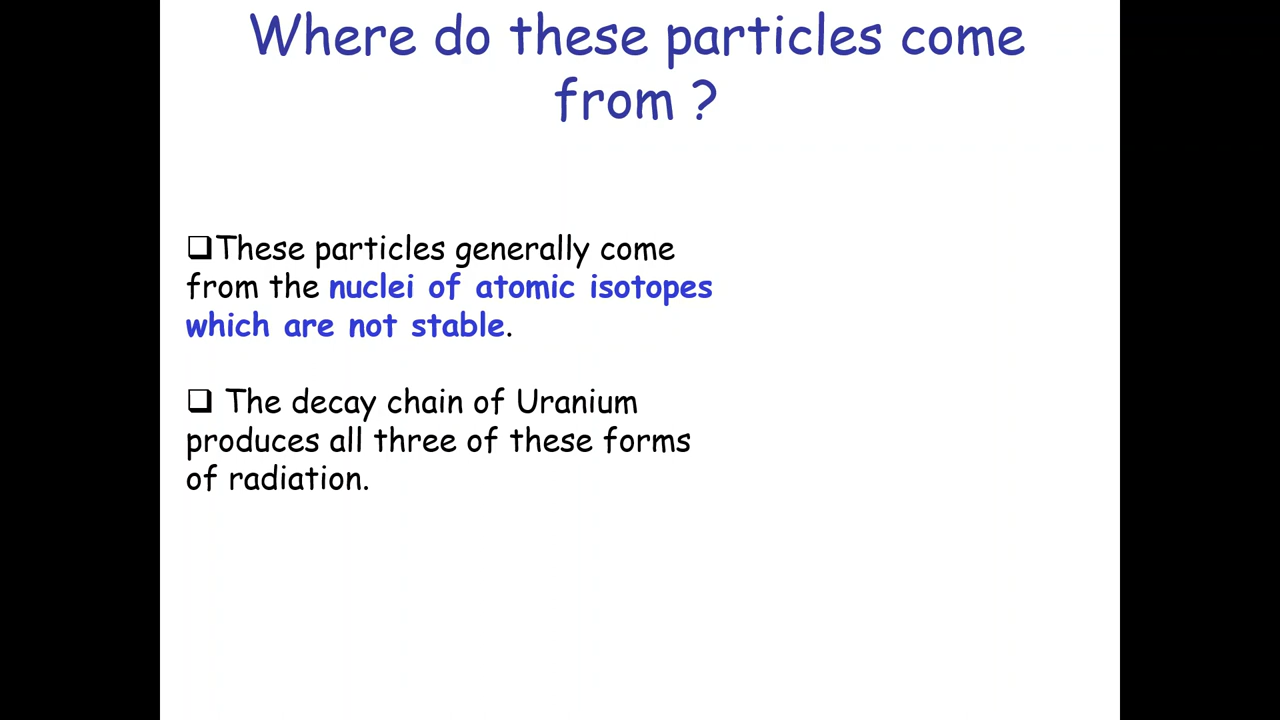 Where do these particles come
from ?
❑These particles generally come
from the nuclei of atomic isotopes
which are not stable.
❑ The decay chain of Uranium
produces all three of these forms
of radiation.